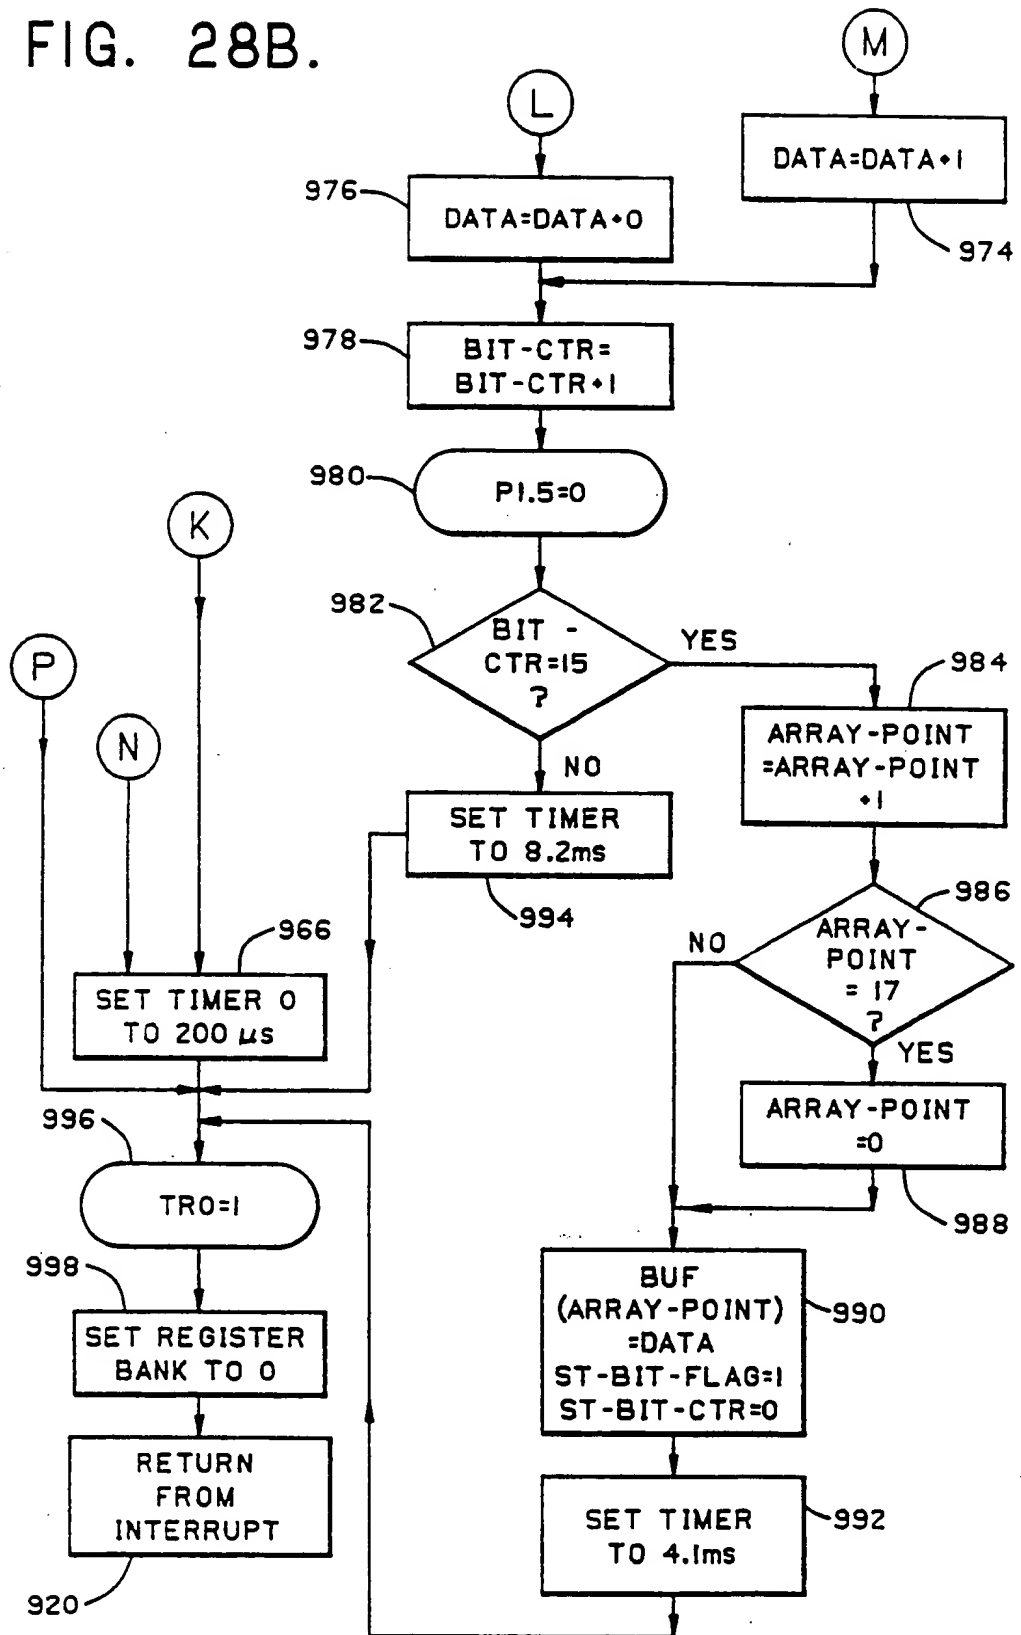 FIG. 28B.
M
L
DATA=DATA+1
974
976
DATA=DATA+0
978
BIT-CTR=
BIT-CTR+1
980
P1.5=0
K
982
BIT -
CTR=15
?
YES
NO
P
N
984
ARRAY-POINT
=ARRAY-POINT
+1
SET TIMER
TO 8.2ms
994
986
ARRAY-
POINT
= 17
?
NO
YES
966
SET TIMER 0
TO 200 μs
ARRAY-POINT
=0
988
996
TR0=1
998
SET REGISTER
BANK TO 0
BUF
(ARRAY-POINT)
=DATA
ST-BIT-FLAG=1
ST-BIT-CTR=0
990
RETURN
FROM
INTERRUPT
920
SET TIMER
TO 4.1ms
992